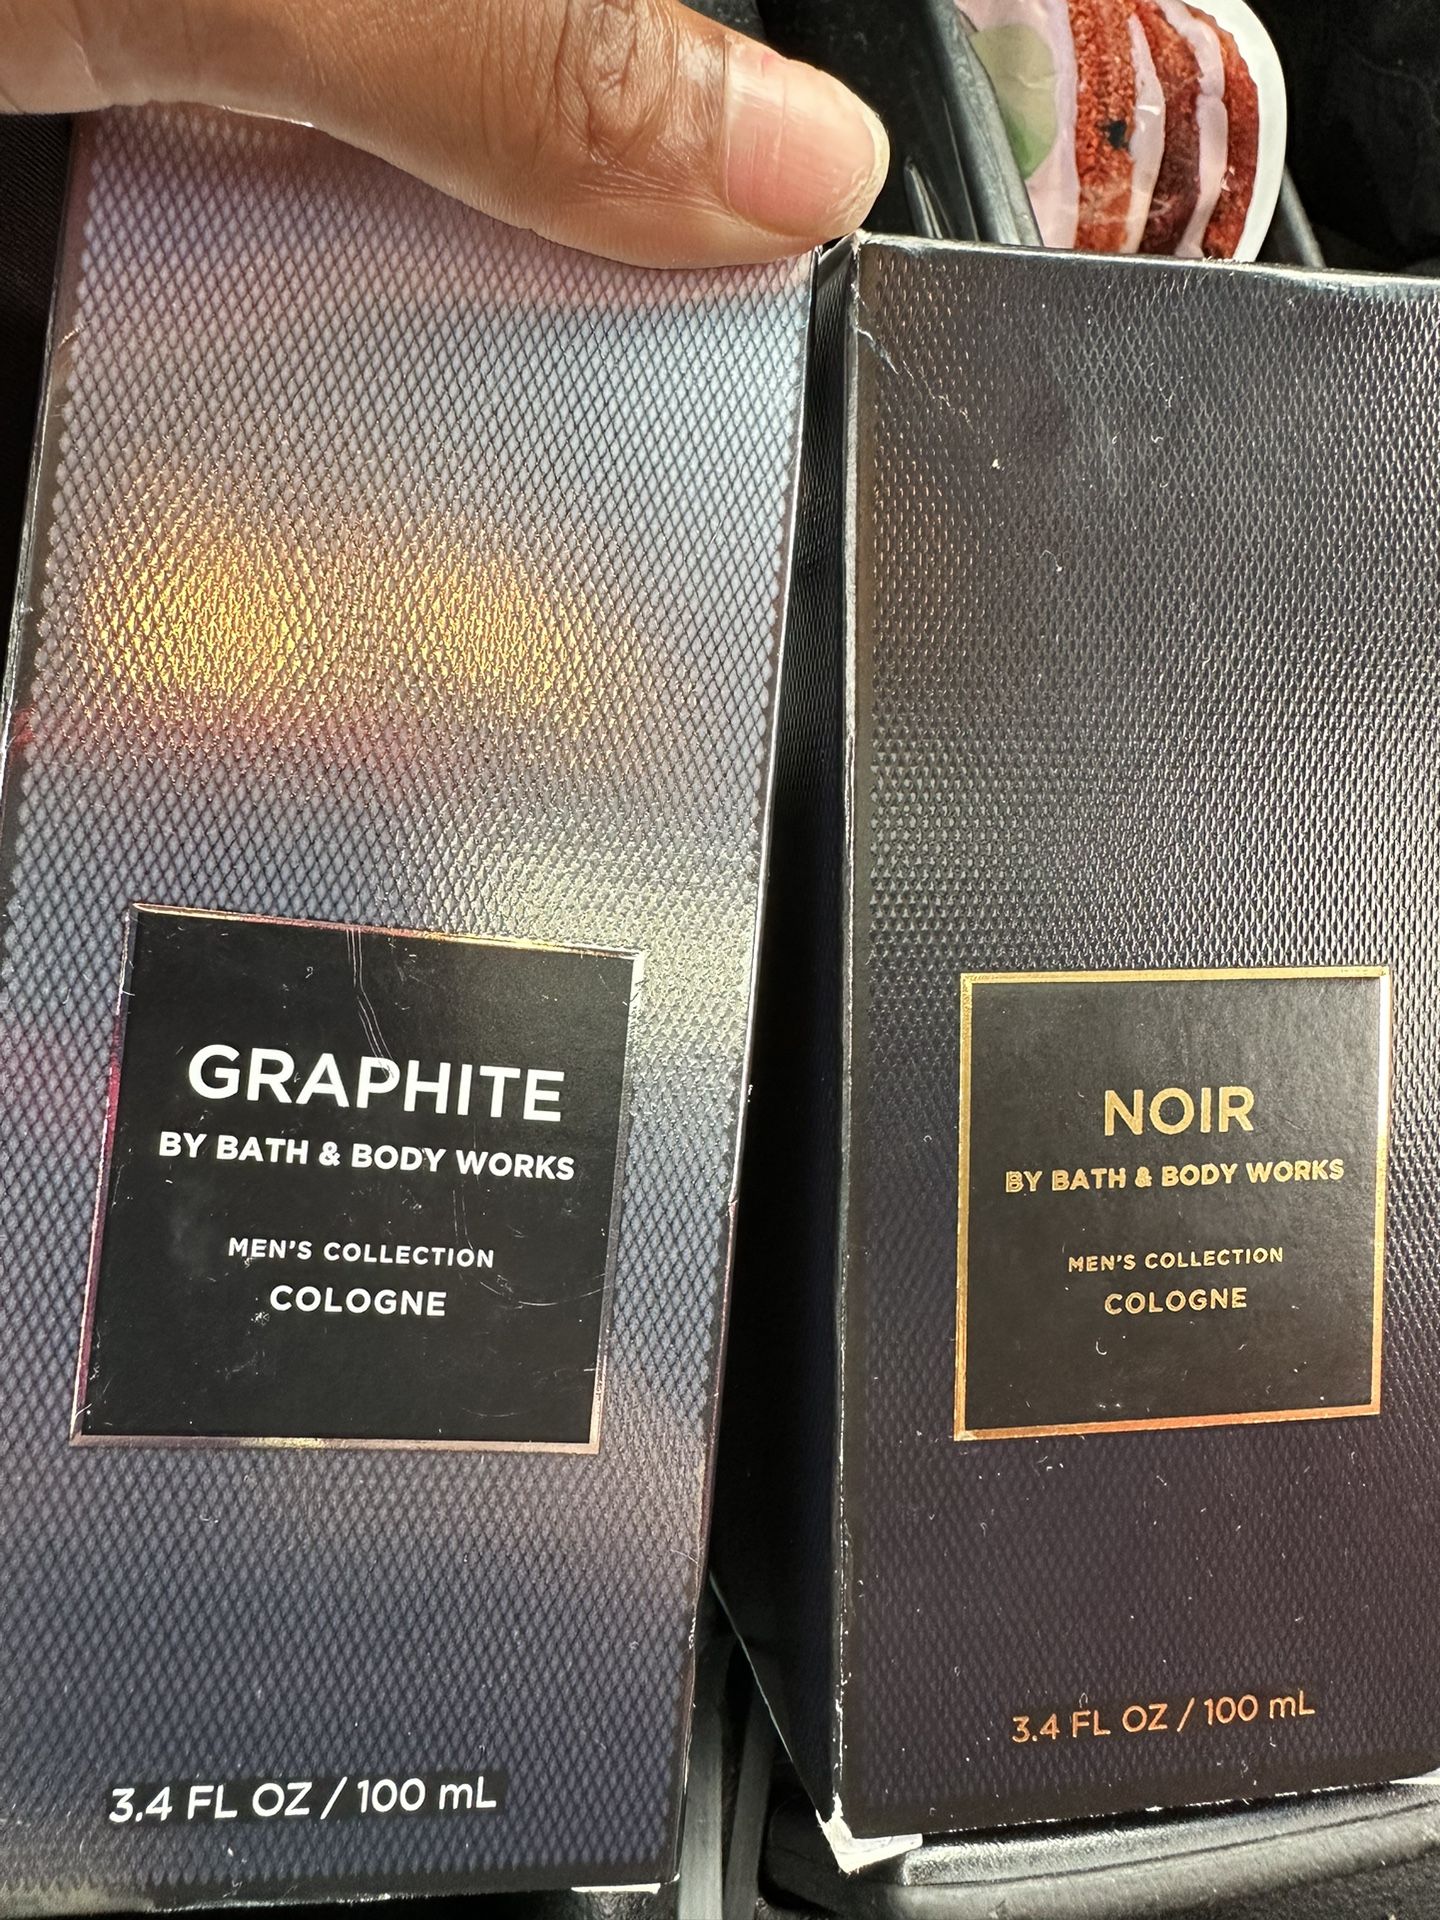 GRAPHITE
BY BATH & BODY WORKS
MEN'S COLLECTION
COLOGNE
3.4 FL OZ / 100 mL
NOIR
BY BATH & BODY WORKS
MEN'S COLLECTION
COLOGNE
3.4 FL OZ / 100 mL